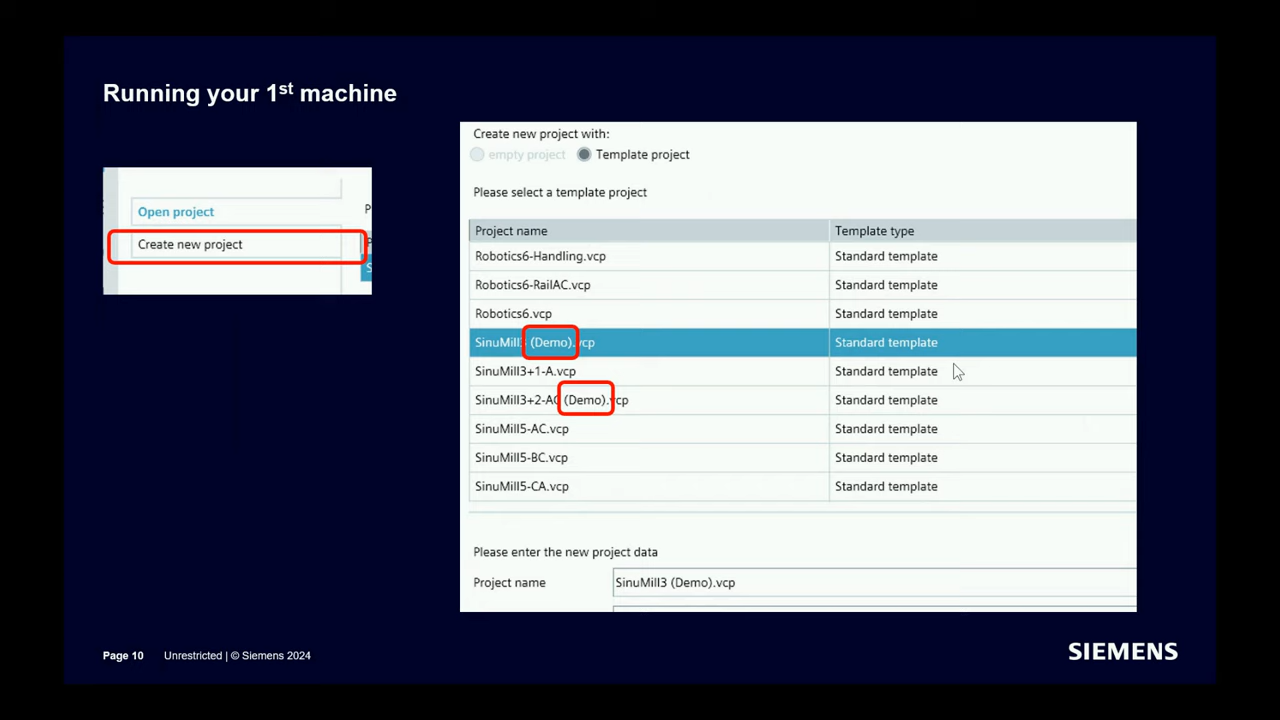 Running your 1st machine
Open project
Create new project
Create new project with:
empty project Template project
Please select a template project
Project name Template type
Robotics6-Handling.vcp Standard template
Robotics6-RailAC.vcp Standard template
Robotics6.vcp Standard template
SinuMill3 (Demo).vcp Standard template
SinuMill3+1-A.vcp Standard template
SinuMill3+2-AC (Demo).vcp Standard template
SinuMill5-AC.vcp Standard template
SinuMill5-BC.vcp Standard template
SinuMill5-CA.vcp Standard template
Please enter the new project data
Project name SinuMill3 (Demo).vcp
Page 10 Unrestricted | © Siemens 2024
SIEMENS